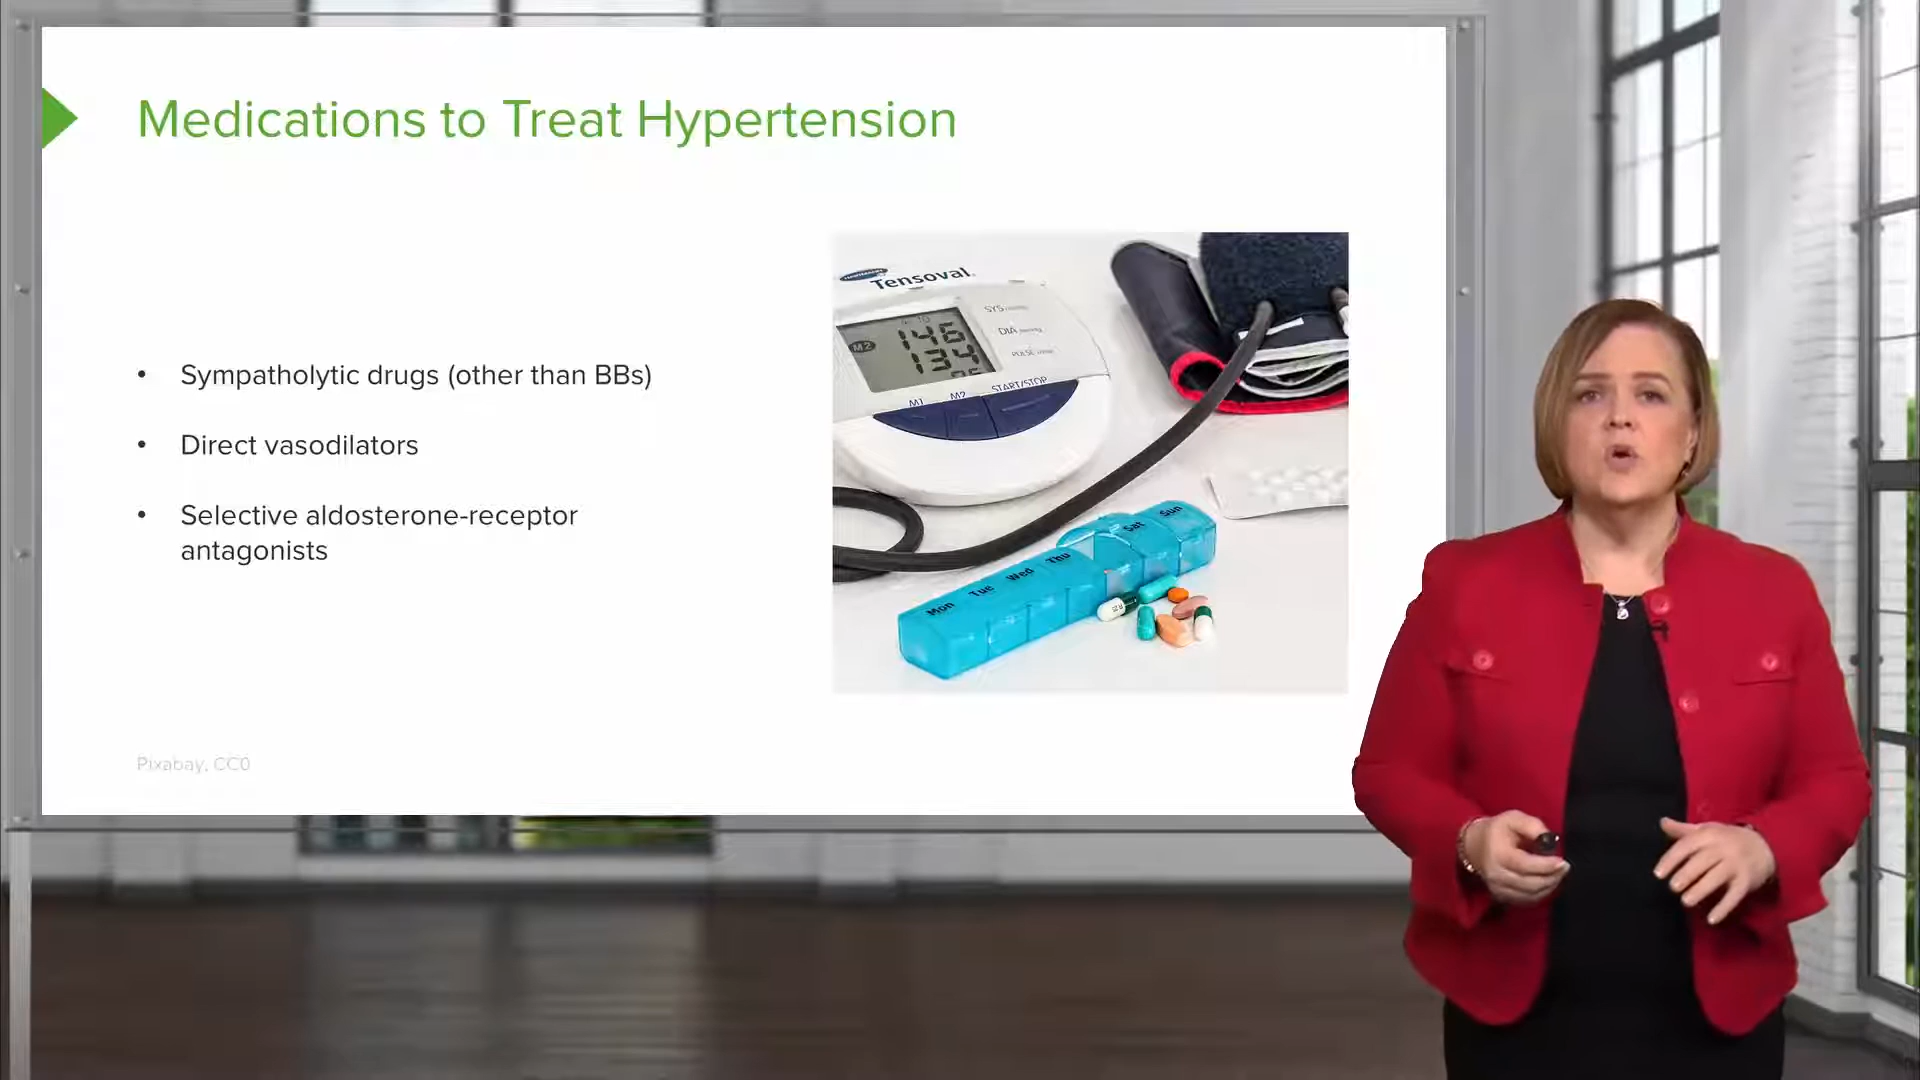 Medications to Treat Hypertension
• Sympatholytic drugs (other than BBs)
• Direct vasodilators
• Selective aldosterone-receptor
antagonists
Tensoval
SYS
DIA
PULSE
M2
146
134
START/STOP
M1 M2
Mon Tue Wed Thu Sat Sun
Pixabay, CC0